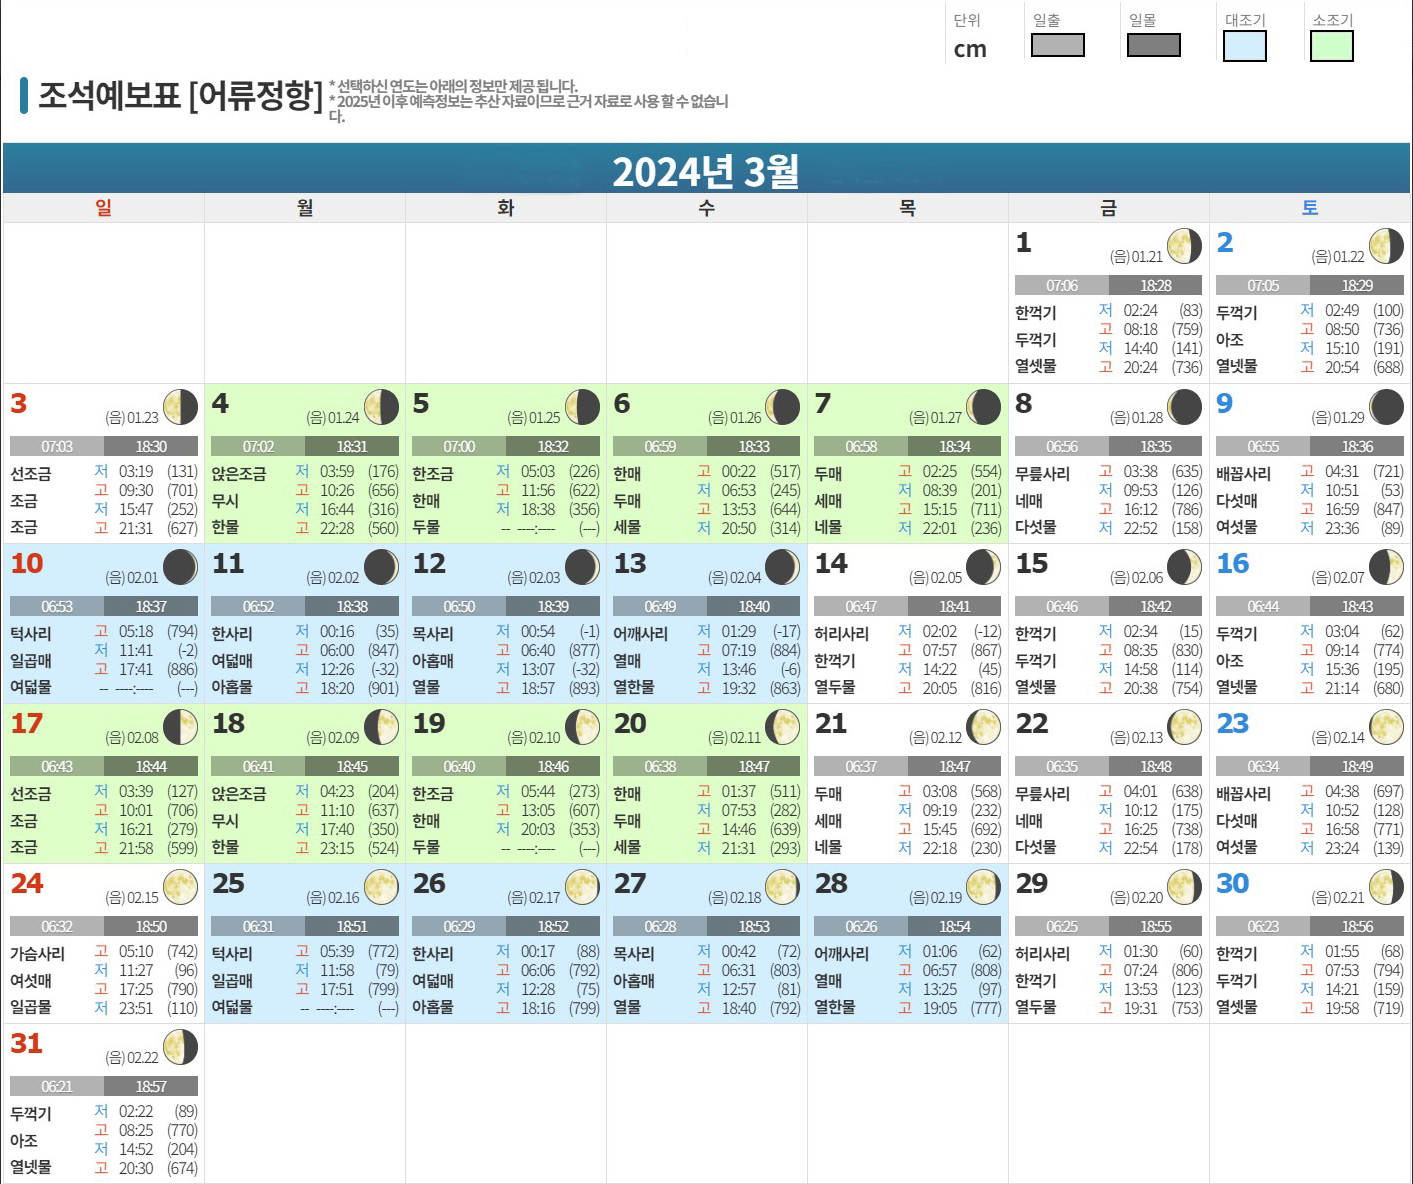 단위
cm
일출
일몰
대조기
소조기
조석예보표 [어류정항]
* 선택하신 연도는 아래의 정보만 제공 됩니다.
* 2025년 이후 예측정보는 추산 자료이므로 근거 자료로 사용 할 수 없습니
다.
2024년 3월
일 월 화 수 목 금 토
1 (음) 01.21
07:06 18:28
한꺽기 두꺽기 열셋물
저 02:24 (83)
고 08:18 (759)
저 14:40 (141)
고 20:24 (736)
2 (음) 01.22
07:05 18:29
두꺽기 아조 열넷물
저 02:49 (100)
고 08:50 (736)
저 15:10 (191)
고 20:54 (688)
3 (음) 01.23
07:03 18:30
선조금 조금 조금
저 03:19 (131)
고 09:30 (701)
저 15:47 (252)
고 21:31 (627)
4 (음) 01.24
07:02 18:31
앉은조금 무시 한물
저 03:59 (176)
고 10:26 (656)
저 16:44 (316)
고 22:28 (560)
5 (음) 01.25
07:00 18:32
한조금 한매 두물
저 05:03 (226)
고 11:56 (622)
저 18:38 (356)
-- ----:---- (---)
6 (음) 01.26
06:59 18:33
한매 두매 세물
고 00:22 (517)
저 06:53 (245)
고 13:53 (644)
저 20:50 (314)
7 (음) 01.27
06:58 18:34
두매 세매 네물
고 02:25 (554)
저 08:39 (201)
고 15:15 (711)
저 22:01 (236)
8 (음) 01.28
06:56 18:35
무릎사리 네매 다섯물
고 03:38 (635)
저 09:53 (126)
고 16:12 (786)
저 22:52 (158)
9 (음) 01.29
06:55 18:36
배꼽사리 다섯매 여섯물
고 04:31 (721)
저 10:51 (53)
고 16:59 (847)
저 23:36 (89)
10 (음) 02.01
06:53 18:37
턱사리 일곱매 여덟물
고 05:18 (794)
저 11:41 (-2)
고 17:41 (886)
-- ----:---- (---)
11 (음) 02.02
06:52 18:38
한사리 여덟매 아홉물
저 00:16 (35)
고 06:00 (847)
저 12:26 (-32)
고 18:20 (901)
12 (음) 02.03
06:50 18:39
목사리 아홉매 열물
저 00:54 (-1)
고 06:40 (877)
저 13:07 (-32)
고 18:57 (893)
13 (음) 02.04
06:49 18:40
어깨사리 열매 열한물
저 01:29 (-17)
고 07:19 (884)
저 13:46 (-6)
고 19:32 (863)
14 (음) 02.05
06:47 18:41
허리사리 한꺽기 열두물
저 02:02 (-12)
고 07:57 (867)
저 14:22 (45)
고 20:05 (816)
15 (음) 02.06
06:46 18:42
한꺽기 두꺽기 열셋물
저 02:34 (15)
고 08:35 (830)
저 14:58 (114)
고 20:38 (754)
16 (음) 02.07
06:44 18:43
두꺽기 아조 열넷물
저 03:04 (62)
고 09:14 (774)
저 15:36 (195)
고 21:14 (680)
17 (음) 02.08
06:43 18:44
선조금 조금 조금
저 03:39 (127)
고 10:01 (706)
저 16:21 (279)
고 21:58 (599)
18 (음) 02.09
06:41 18:45
앉은조금 무시 한물
저 04:23 (204)
고 11:10 (637)
저 17:40 (350)
고 23:15 (524)
19 (음) 02.10
06:40 18:46
한조금 한매 두물
저 05:44 (273)
고 13:05 (607)
저 20:03 (353)
-- ----:---- (---)
20 (음) 02.11
06:38 18:47
한매 두매 세물
고 01:37 (511)
저 07:53 (282)
고 14:46 (639)
저 21:31 (293)
21 (음) 02.12
06:37 18:47
두매 세매 네물
고 03:08 (568)
저 09:19 (232)
고 15:45 (692)
저 22:18 (230)
22 (음) 02.13
06:35 18:48
무릎사리 네매 다섯물
고 04:01 (638)
저 10:12 (175)
고 16:25 (738)
저 22:54 (178)
23 (음) 02.14
06:34 18:49
배꼽사리 다섯매 여섯물
고 04:38 (697)
저 10:52 (128)
고 16:58 (771)
저 23:24 (139)
24 (음) 02.15
06:32 18:50
가슴사리 여섯매 일곱물
고 05:10 (742)
저 11:27 (96)
고 17:25 (790)
저 23:51 (110)
25 (음) 02.16
06:31 18:51
턱사리 일곱매 여덟물
고 05:39 (772)
저 11:58 (79)
고 17:51 (799)
-- ----:---- (---)
26 (음) 02.17
06:29 18:52
한사리 여덟매 아홉물
저 00:17 (88)
고 06:06 (792)
저 12:28 (75)
고 18:16 (799)
27 (음) 02.18
06:28 18:53
목사리 아홉매 열물
저 00:42 (72)
고 06:31 (803)
저 12:57 (81)
고 18:40 (792)
28 (음) 02.19
06:26 18:54
어깨사리 열매 열한물
저 01:06 (62)
고 06:57 (808)
저 13:25 (97)
고 19:05 (777)
29 (음) 02.20
06:25 18:55
허리사리 한꺽기 열두물
저 01:30 (60)
고 07:24 (806)
저 13:53 (123)
고 19:31 (753)
30 (음) 02.21
06:23 18:56
한꺽기 두꺽기 열셋물
저 01:55 (68)
고 07:53 (794)
저 14:21 (159)
고 19:58 (719)
31 (음) 02.22
06:21 18:57
두꺽기 아조 열넷물
저 02:22 (89)
고 08:25 (770)
저 14:52 (204)
고 20:30 (674)